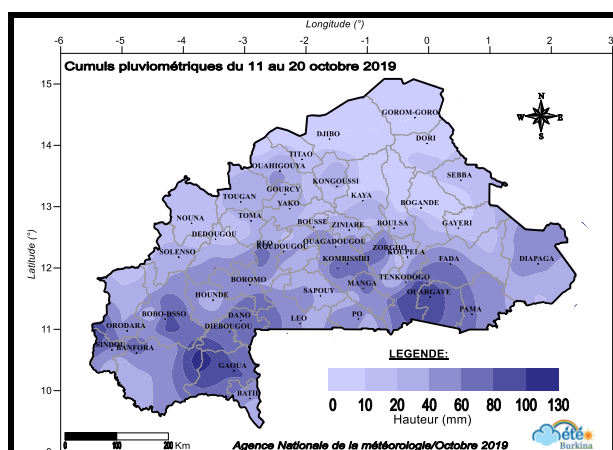 Longitude (°)
-6 -5 -4 -3 -2 -1 0 1 2 3
Cumuls pluviométriques du 11 au 20 octobre 2019
15
GOROM-GORO
N
W E
S
DJIBO
DORI
14
TITAO
OUAHIGOUYA
SEBBA
KONGOUSSI
GOURCY
KAYA
13
TOUGAN
YAKO
BOGANDE
TOMA
NOUNA
BOUSSE
ZINIARE
BOULSA
GAYERI
DEDOUGOU
OUAGADOUGOU
KOUDOUGOU
ZORGHO
KOUPELA
SOLENSO
KOMBISSIRI
FADA
DIAPAGA
12
Latitude (°)
BOROMO
TENKODOGO
MANGA
SAPOUY
OUARGAYE
HOUNDE
BOBO-DSSO
DANO
LEO
PO
PAMA
11
ORODARA
DIEBOUGOU
SINDOU
BANFORA
GAOUA
LEGENDE:
10
BATIE
0 10 20 40 60 80 100 130
Hauteur (mm)
0 100 200 Km
Agence Nationale de la météorologie/Octobre 2019
été
Burkina